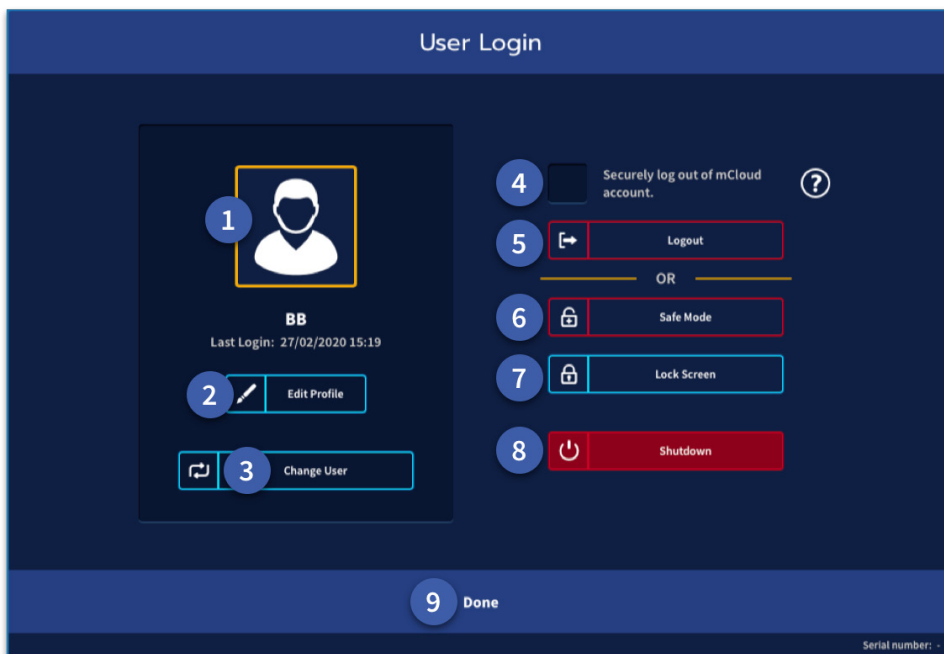 User Login
1
BB
Last Login: 27/02/2020 15:19
2 Edit Profile
3 Change User
4 Securely log out of mCloud
account.
?
5 Logout
OR
6 Safe Mode
7 Lock Screen
8 Shutdown
9 Done
Serial number: -